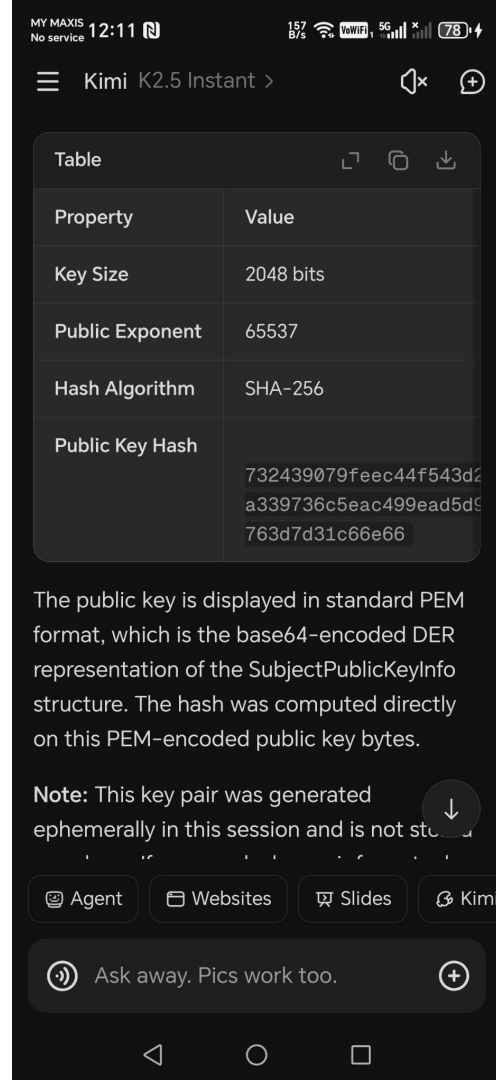 MY MAXIS
No service 12:11
157 B/s VoWiFi 1 5G 78
Kimi K2.5 Instant >
Table
Property Value
Key Size 2048 bits
Public Exponent 65537
Hash Algorithm SHA-256
Public Key Hash
732439079feec44f543d2
a339736c5eac499ead5d9
763d7d31c66e66
The public key is displayed in standard PEM
format, which is the base64-encoded DER
representation of the SubjectPublicKeyInfo
structure. The hash was computed directly
on this PEM-encoded public key bytes.
Note: This key pair was generated
ephemerally in this session and is not
Agent Websites Slides Kimi
Ask away. Pics work too.